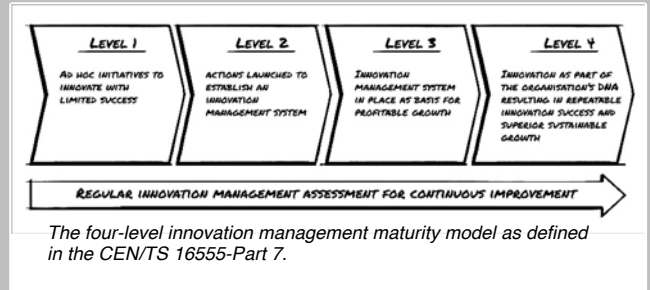 LEVEL 1
AD HOC INITIATIVES TO
INNOVATE WITH
LIMITED SUCCESS
LEVEL 2
ACTIONS LAUNCHED TO
ESTABLISH AN
INNOVATION
MANAGEMENT SYSTEM
LEVEL 3
INNOVATION
MANAGEMENT SYSTEM
IN PLACE AS BASIS FOR
PROFITABLE GROWTH
LEVEL 4
INNOVATION AS PART OF
THE ORGANISATION'S DNA
RESULTING IN REPEATABLE
INNOVATION SUCCESS AND
SUPERIOR SUSTAINABLE
GROWTH
REGULAR INNOVATION MANAGEMENT ASSESSMENT FOR CONTINUOUS IMPROVEMENT
The four-level innovation management maturity model as defined
in the CEN/TS 16555-Part 7.